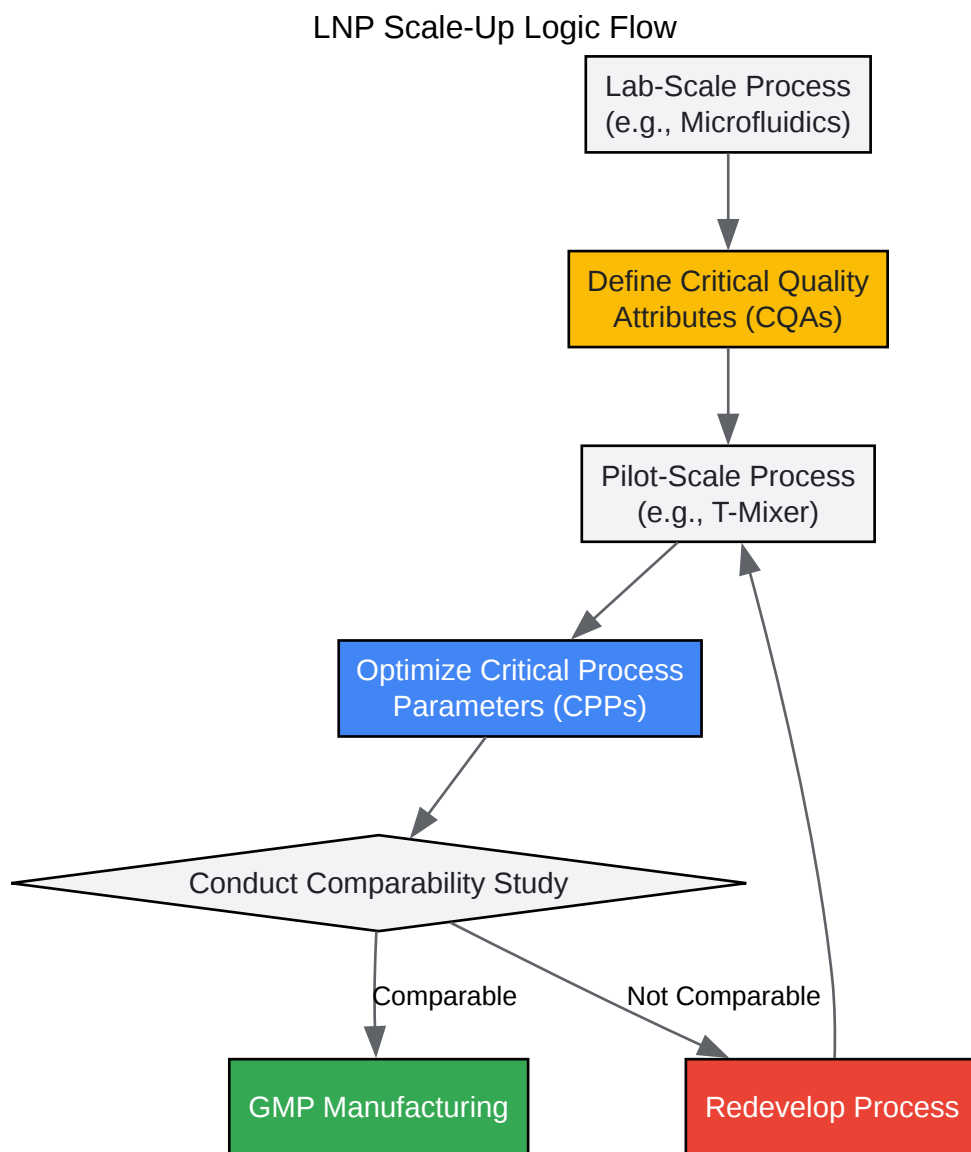 LNP Scale-Up Logic Flow
Lab-Scale Process
(e.g., Microfluidics)
Define Critical Quality
Attributes (CQAs)
Pilot-Scale Process
(e.g., T-Mixer)
Optimize Critical Process
Parameters (CPPs)
Conduct Comparability Study
Comparable
Not Comparable
GMP Manufacturing
Redevelop Process